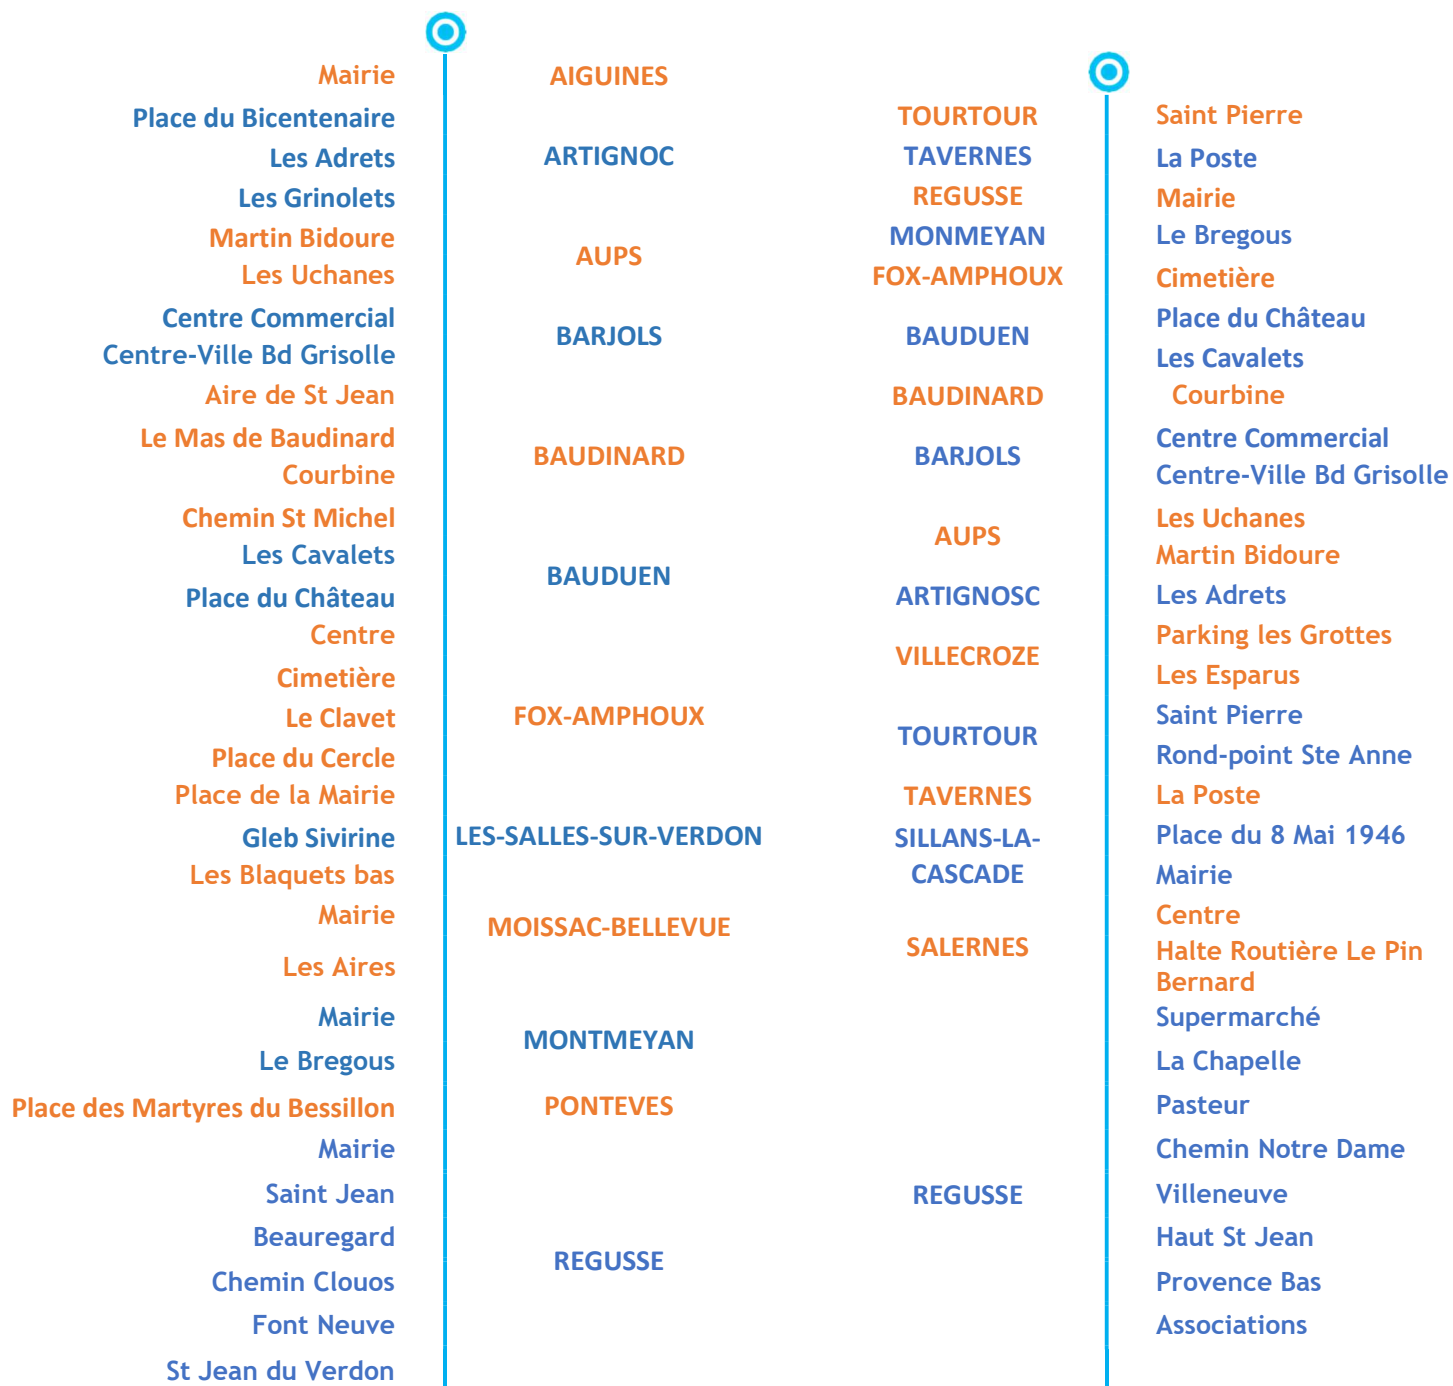 Mairie
AIGUINES
Place du Bicentenaire
Les Adrets
ARTIGNOC
Les Grinolets
Martin Bidoure
AUPS
Les Uchanes
Centre Commercial
BARJOLS
Centre-Ville Bd Grisolle
Aire de St Jean
Le Mas de Baudinard
BAUDINARD
Courbine
Chemin St Michel
Les Cavalets
BAUDUEN
Place du Château
Centre
Cimetière
Le Clavet
FOX-AMPHOUX
Place du Cercle
Place de la Mairie
Gleb Sivirine
LES-SALLES-SUR-VERDON
Les Blaquets bas
Mairie
MOISSAC-BELLEVUE
Les Aires
Mairie
MONTMEYAN
Le Bregous
Place des Martyres du Bessillon
PONTEVES
Mairie
Saint Jean
Beauregard
REGUSSE
Chemin Clouos
Font Neuve
St Jean du Verdon
TOURTOUR
Saint Pierre
TAVERNES
La Poste
REGUSSE
Mairie
MONMEYAN
Le Bregous
FOX-AMPHOUX
Cimetière
Place du Château
BAUDUEN
Les Cavalets
BAUDINARD
Courbine
Centre Commercial
BARJOLS
Centre-Ville Bd Grisolle
Les Uchanes
AUPS
Martin Bidoure
ARTIGNOSC
Les Adrets
Parking les Grottes
VILLECROZE
Les Esparus
Saint Pierre
TOURTOUR
Rond-point Ste Anne
TAVERNES
La Poste
SILLANS-LA-
CASCADE
Place du 8 Mai 1946
Mairie
Centre
SALERNES
Halte Routière Le Pin
Bernard
Supermarché
La Chapelle
Pasteur
Chemin Notre Dame
REGUSSE
Villeneuve
Haut St Jean
Provence Bas
Associations